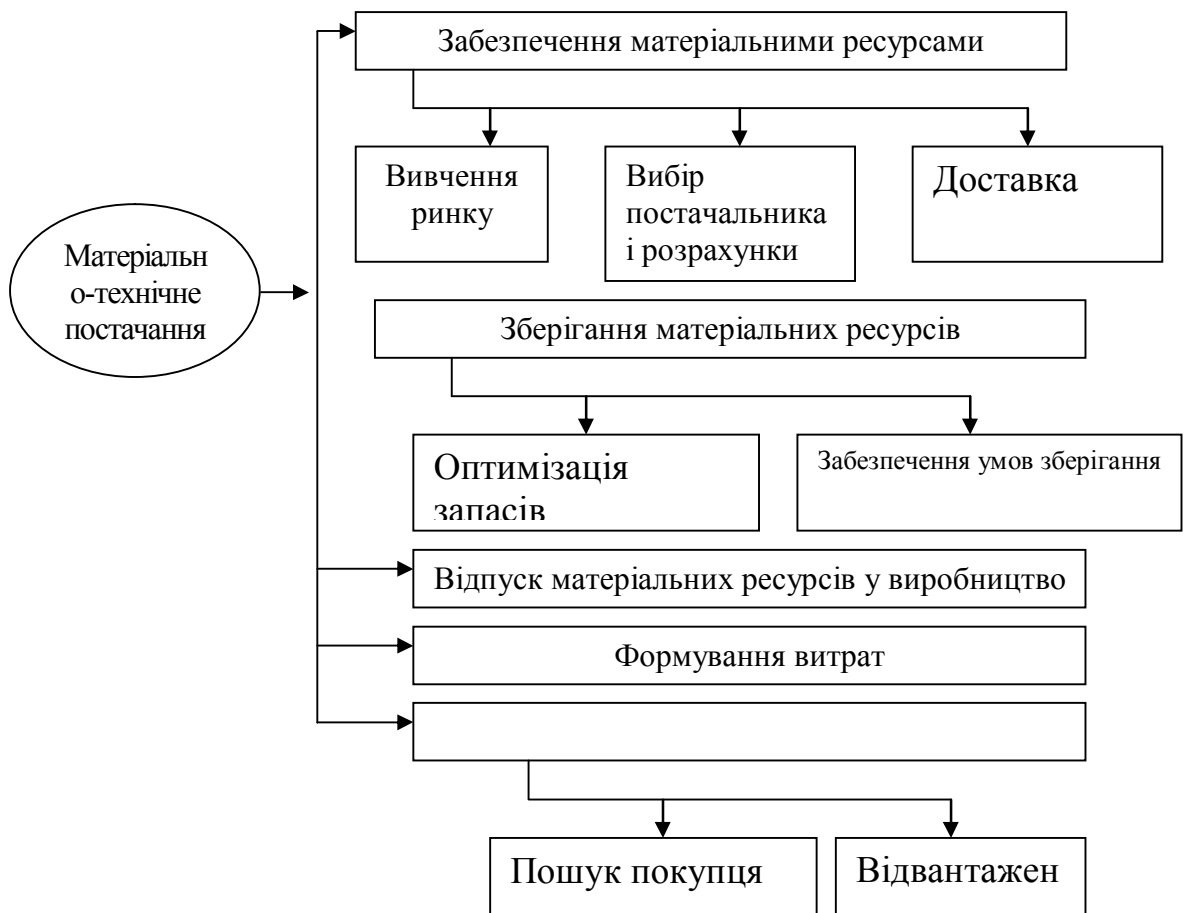 Забезпечення матеріальними ресурсами
Вивчення
ринку
Вибір
постачальника
і розрахунки
Доставка
Матеріальн
о-технічне
постачання
Зберігання матеріальних ресурсів
Оптимізація
запасів
Забезпечення умов зберігання
Відпуск матеріальних ресурсів у виробництво
Формування витрат
Пошук покупця
Відвантажен